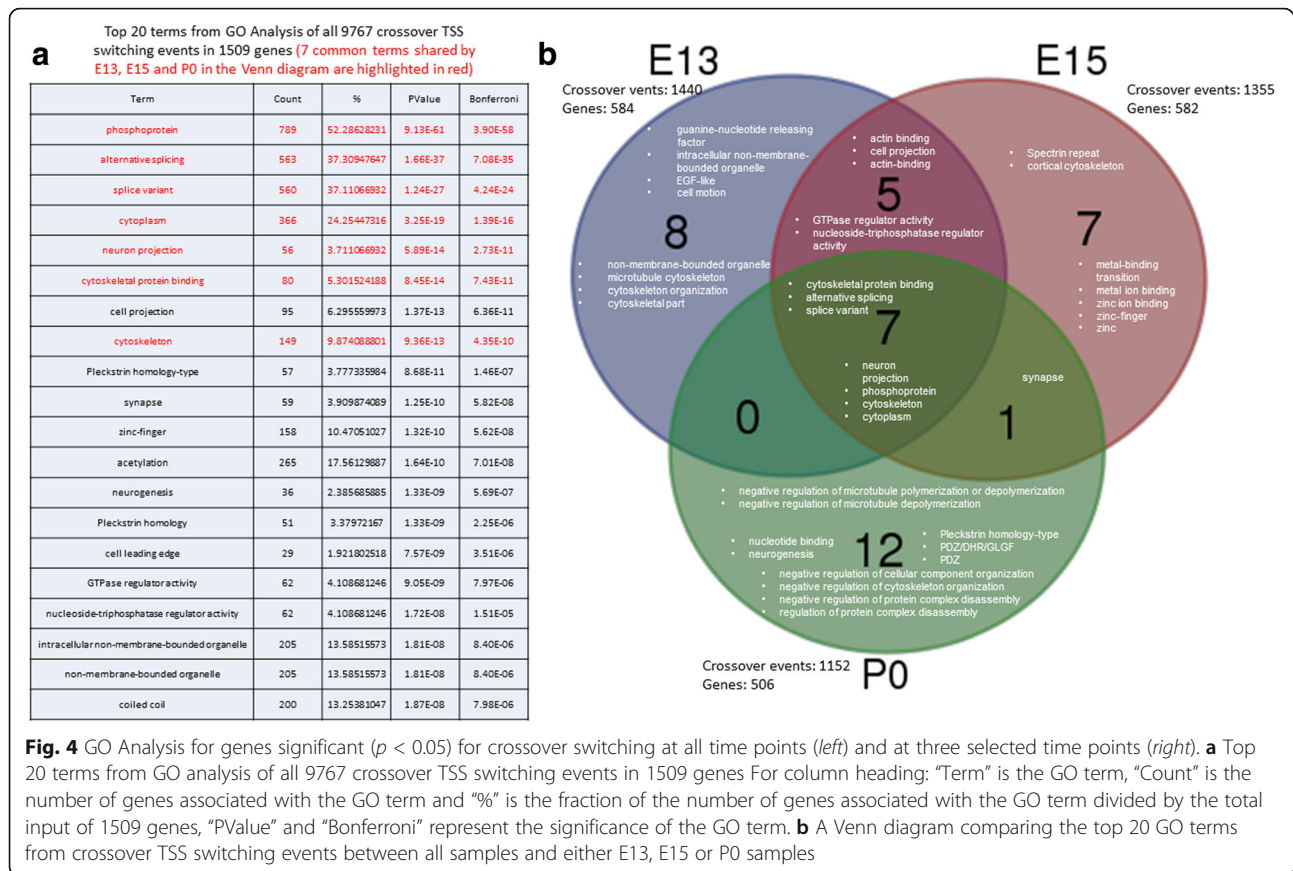 a
Top 20 terms from GO Analysis of all 9767 crossover TSS
switching events in 1509 genes (7 common terms shared by
E13, E15 and P0 in the Venn diagram are highlighted in red)
Term Count % PValue Bonferroni
phosphoprotein 789 52.28628231 9.13E-61 3.90E-58
alternative splicing 563 37.30947647 1.66E-37 7.08E-35
splice variant 560 37.11066932 1.24E-27 4.24E-24
cytoplasm 366 24.25447316 3.25E-19 1.39E-16
neuron projection 56 3.711066932 5.89E-14 2.73E-11
cytoskeletal protein binding 80 5.301524188 8.45E-14 7.43E-11
cell projection 95 6.295559973 1.37E-13 6.36E-11
cytoskeleton 149 9.874088801 9.36E-13 4.35E-10
Pleckstrin homology-type 57 3.777335984 8.68E-11 1.46E-07
synapse 59 3.909874089 1.25E-10 5.82E-08
zinc-finger 158 10.47051027 1.32E-10 5.62E-08
acetylation 265 17.56129887 1.64E-10 7.01E-08
neurogenesis 36 2.385685885 1.33E-09 5.69E-07
Pleckstrin homology 51 3.37972167 1.33E-09 2.25E-06
cell leading edge 29 1.921802518 7.57E-09 3.51E-06
GTPase regulator activity 62 4.108681246 9.05E-09 7.97E-06
nucleoside-triphosphatase regulator activity 62 4.108681246 1.72E-08 1.51E-05
intracellular non-membrane-bounded organelle 205 13.58515573 1.81E-08 8.40E-06
non-membrane-bounded organelle 205 13.58515573 1.81E-08 8.40E-06
coiled coil 200 13.25381047 1.87E-08 7.98E-06
b
E13
Crossover vents: 1440
Genes: 584
E15
Crossover events: 1355
Genes: 582
• guanine-nucleotide releasing
factor
• intracellular non-membrane-
bounded organelle
• EGF-like
• cell motion
8
• non-membrane-bounded organelle
• microtubule cytoskeleton
• cytoskeleton organization
• cytoskeletal part
• actin binding
• cell projection
• actin-binding
5
• GTPase regulator activity
• nucleoside-triphosphatase regulator
activity
• Spectrin repeat
• cortical cytoskeleton
7
• metal-binding
transition
• metal ion binding
• zinc ion binding
• zinc-finger
• zinc
• cytoskeletal protein binding
• alternative splicing
• splice variant
7
• neuron
projection
• phosphoprotein
• cytoskeleton
• cytoplasm
0
synapse
1
• negative regulation of microtubule polymerization or depolymerization
• negative regulation of microtubule depolymerization
• nucleotide binding
• neurogenesis
12
• Pleckstrin homology-type
• PDZ/DHR/GLGF
• PDZ
• negative regulation of cellular component organization
• negative regulation of cytoskeleton organization
• negative regulation of protein complex disassembly
• regulation of protein complex disassembly
Crossover events: 1152
Genes: 506
P0
Fig. 4 GO Analysis for genes significant (p < 0.05) for crossover switching at all time points (left) and at three selected time points (right). a Top
20 terms from GO analysis of all 9767 crossover TSS switching events in 1509 genes For column heading: “Term” is the GO term, “Count” is the
number of genes associated with the GO term and “%” is the fraction of the number of genes associated with the GO term divided by the total
input of 1509 genes, “PValue” and “Bonferroni” represent the significance of the GO term. b A Venn diagram comparing the top 20 GO terms
from crossover TSS switching events between all samples and either E13, E15 or P0 samples